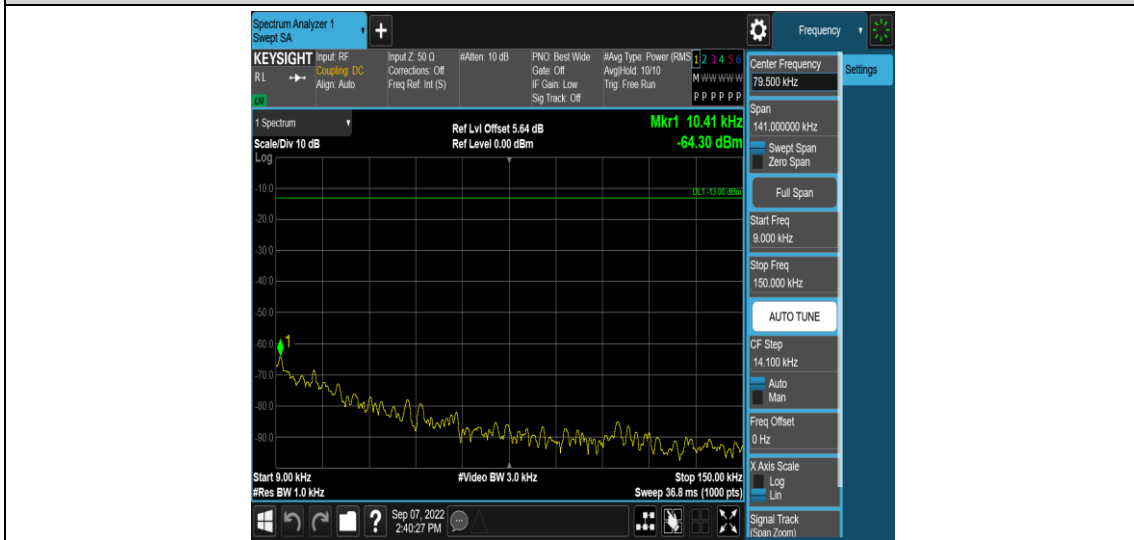 Spectrum Analyzer 1
Swept SA
+
Frequency
KEYSIGHT
RL
LXI
Input: RF
Coupling: DC
Align: Auto
Input Z: 50 Ω
Corrections: Off
Freq Ref: Int (S)
#Atten: 10 dB
PNO: Best Wide
Gate: Off
IF Gain: Low
Sig Track: Off
#Avg Type: Power (RMS
Avg|Hold: 10/10
Trig: Free Run
1 2 3 4 5 6
M W W W W W
P P P P P P
1 Spectrum
Scale/Div 10 dB
Log
Ref Lvl Offset 5.64 dB
Ref Level 0.00 dBm
Mkr1 10.41 kHz
-64.30 dBm
DL1 -13.00 dBm
-10.0
-20.0
-30.0
-40.0
-50.0
-60.0
-70.0
-80.0
-90.0
1
Start 9.00 kHz
#Res BW 1.0 kHz
#Video BW 3.0 kHz
Stop 150.00 kHz
Sweep 36.8 ms (1000 pts)
Center Frequency
79.500 kHz
Settings
Span
141.000000 kHz
Swept Span
Zero Span
Full Span
Start Freq
9.000 kHz
Stop Freq
150.000 kHz
AUTO TUNE
CF Step
14.100 kHz
Auto
Man
Freq Offset
0 Hz
X Axis Scale
Log
Lin
Signal Track
(Span Zoom)
?
Sep 07, 2022
2:40:27 PM